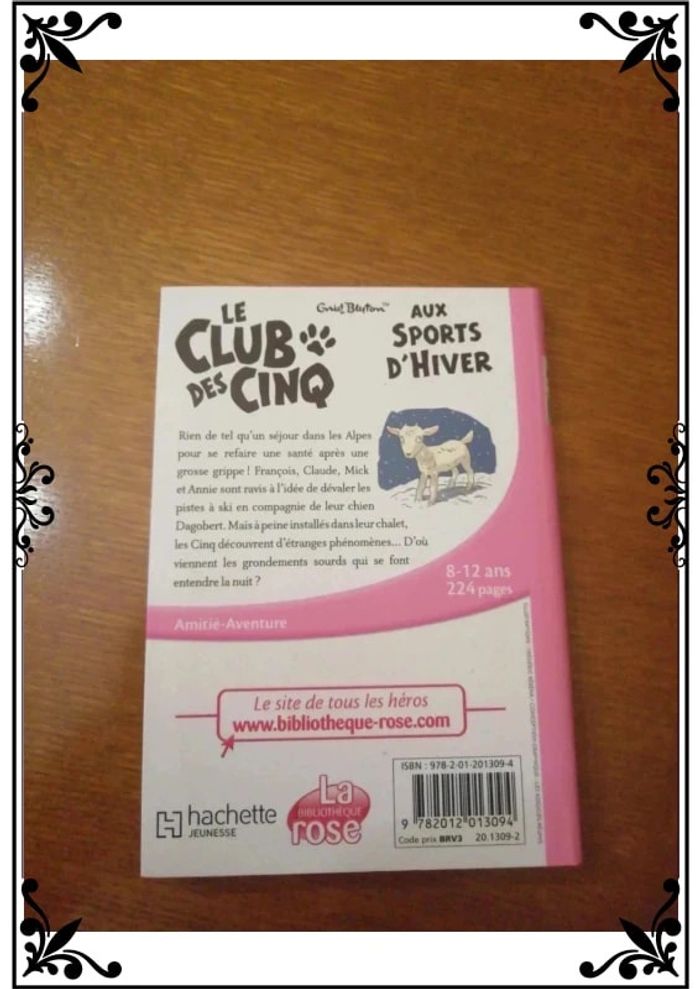 LE
CLUB
DES CINQ
Enid Blyton™
AUX
SPORTS
D'HIVER
Rien de tel qu'un séjour dans les Alpes
pour se refaire une santé après une
grosse grippe ! François, Claude, Mick
et Annie sont ravis à l'idée de dévaler les
pistes à ski en compagnie de leur chien
Dagobert. Mais à peine installés dans leur chalet,
les Cinq découvrent d'étranges phénomènes... D'où
viennent les grondements sourds qui se font
entendre la nuit ?
8-12 ans
224 pages
Amitié-Aventure
Le site de tous les héros
www.bibliotheque-rose.com
hachette
JEUNESSE
La
BIBLIOTHÈQUE
rose
ISBN : 978-2-01-201309-4
9 782012 013094
Code prix BRV3 20.1309-2